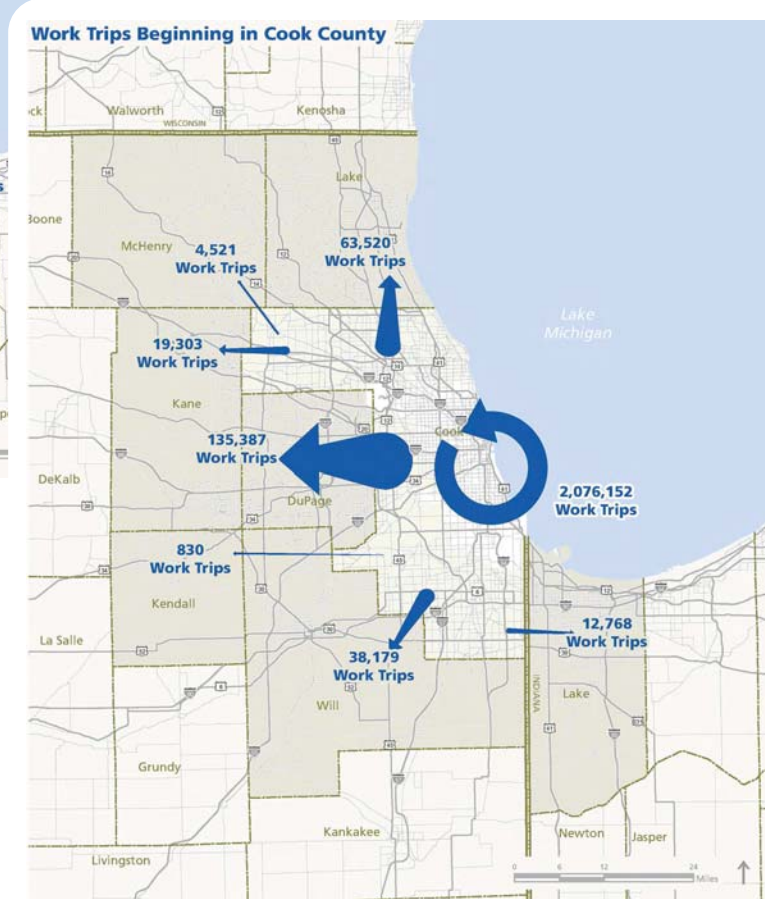 Work Trips Beginning in Cook County
ck
Walworth
Kenosha
WISCONSIN
s
Boone
McHenry
Lake
4,521
Work Trips
63,520
Work Trips
Lake
Michigan
19,303
Work Trips
Kane
Cook
135,387
Work Trips
DeKalb
DuPage
2,076,152
Work Trips
830
Work Trips
Kendall
La Salle
12,768
Work Trips
38,179
Work Trips
Will
INDIANA
Lake
Grundy
Kankakee
Newton
Jasper
Livingston
0 6 12 24
Miles